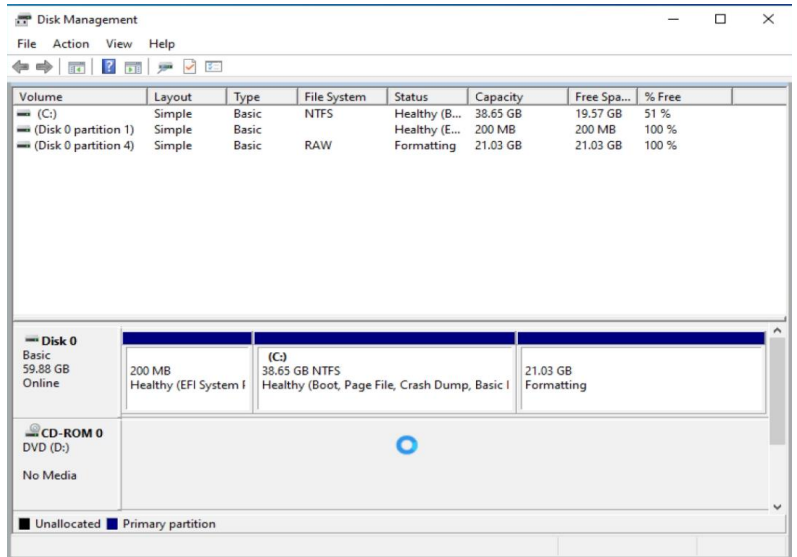 Disk Management
File Action View Help
Volume Layout Type File System Status Capacity Free Spa... % Free
(C:) Simple Basic NTFS Healthy (B... 38.65 GB 19.57 GB 51 %
(Disk 0 partition 1) Simple Basic Healthy (E... 200 MB 200 MB 100 %
(Disk 0 partition 4) Simple Basic RAW Formatting 21.03 GB 21.03 GB 100 %
Disk 0
Basic
59.88 GB
Online
200 MB
Healthy (EFI System
(C:)
38.65 GB NTFS
Healthy (Boot, Page File, Crash Dump, Basic
21.03 GB
Formatting
CD-ROM 0
DVD (D:)
No Media
Unallocated Primary partition